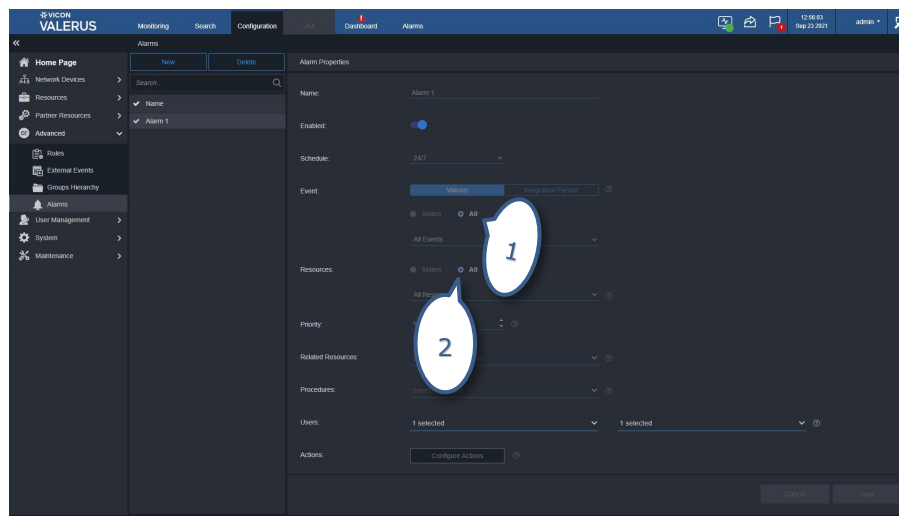 VICON
VALERUS
Monitoring
Search
Configuration
Dashboard
Alarms
12:56:03
Sep 23 2021
admin
Alarms
Home Page
Network Devices
Resources
Partner Resources
Advanced
Rules
External Events
Groups Hierarchy
Alarms
User Management
System
Maintenance
New
Delete
Search...
Name
Alarm 1
Alarm Properties
Name:
Alarm 1
Enabled:
Schedule:
24/7
Event:
Valerus
Integration Partner
Select
All
All Events
1
Resources:
Select
All
2
Priority:
Related Resources:
Procedures:
Users:
1 selected
1 selected
Actions:
Configure Actions
Cancel
Save